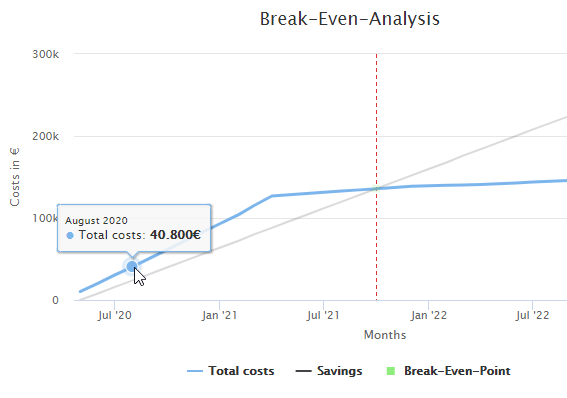 Break-Even-Analysis
300k
200k
100k
0
Costs in €
August 2020
Total costs: 40.800€
Jul '20
Jan '21
Jul '21
Jan '22
Jul '22
Months
Total costs
Savings
Break-Even-Point